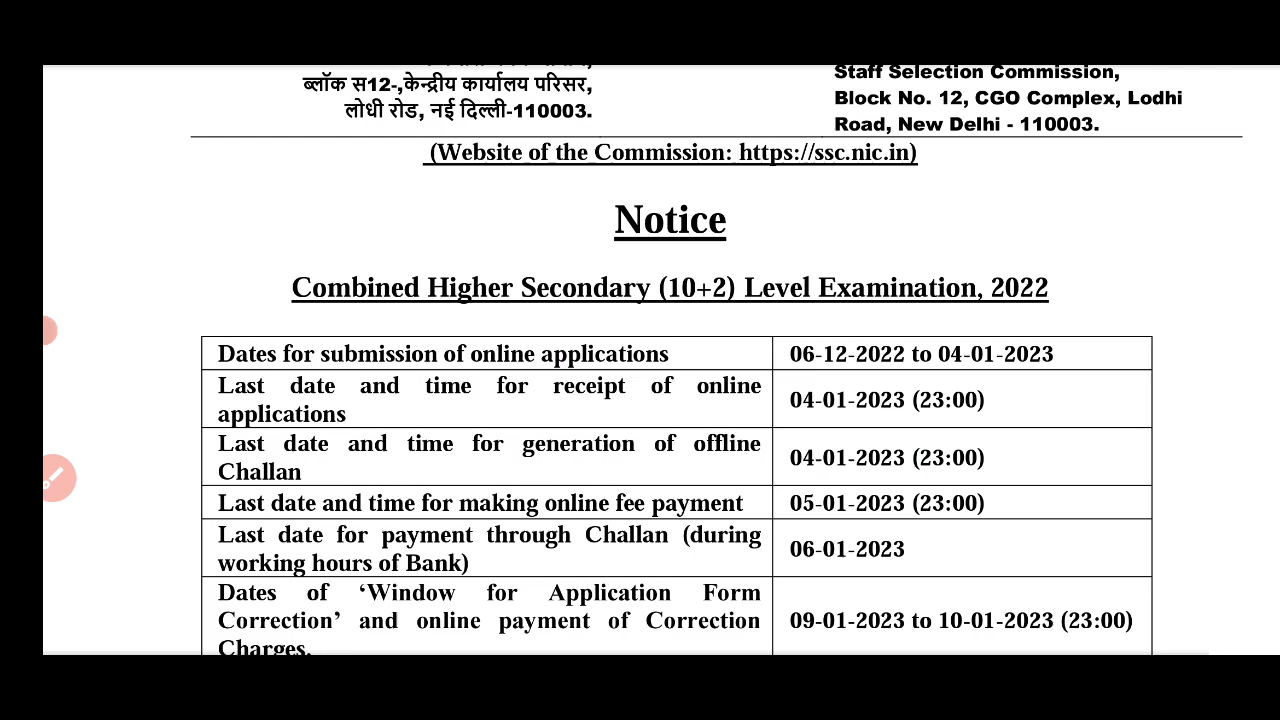 ब्लॉक स12-,केन्द्रीय कार्यालय परिसर,
लोधी रोड, नई दिल्ली-110003.
Staff Selection Commission,
Block No. 12, CGO Complex, Lodhi
Road, New Delhi - 110003.
(Website of the Commission: https://ssc.nic.in)
Notice
Combined Higher Secondary (10+2) Level Examination, 2022
Dates for submission of online applications
06-12-2022 to 04-01-2023
Last date and time for receipt of online
applications
04-01-2023 (23:00)
Last date and time for generation of offline
Challan
04-01-2023 (23:00)
Last date and time for making online fee payment
05-01-2023 (23:00)
Last date for payment through Challan (during
working hours of Bank)
06-01-2023
Dates of ‘Window for Application Form
Correction’ and online payment of Correction
Charges.
09-01-2023 to 10-01-2023 (23:00)